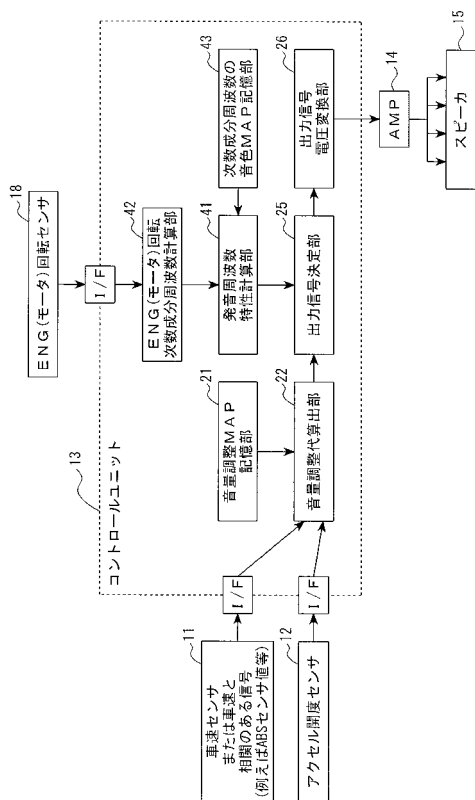 18
ENG(モータ)回転センサ
13
コントロールユニット
I/F
42
ENG(モータ)回転
次数成分周波数計算部
21
音量調整MAP
記憶部
41
発音周波数
特性計算部
43
次数成分周波数の
音色MAP記憶部
11
車速センサ
または車速と
相関のある信号
(例えばABSセンサ値等)
I/F
12
アクセル開度センサ
I/F
22
音量調整代算出部
25
出力信号決定部
26
出力信号
電圧変換部
14
AMP
15
スピーカ